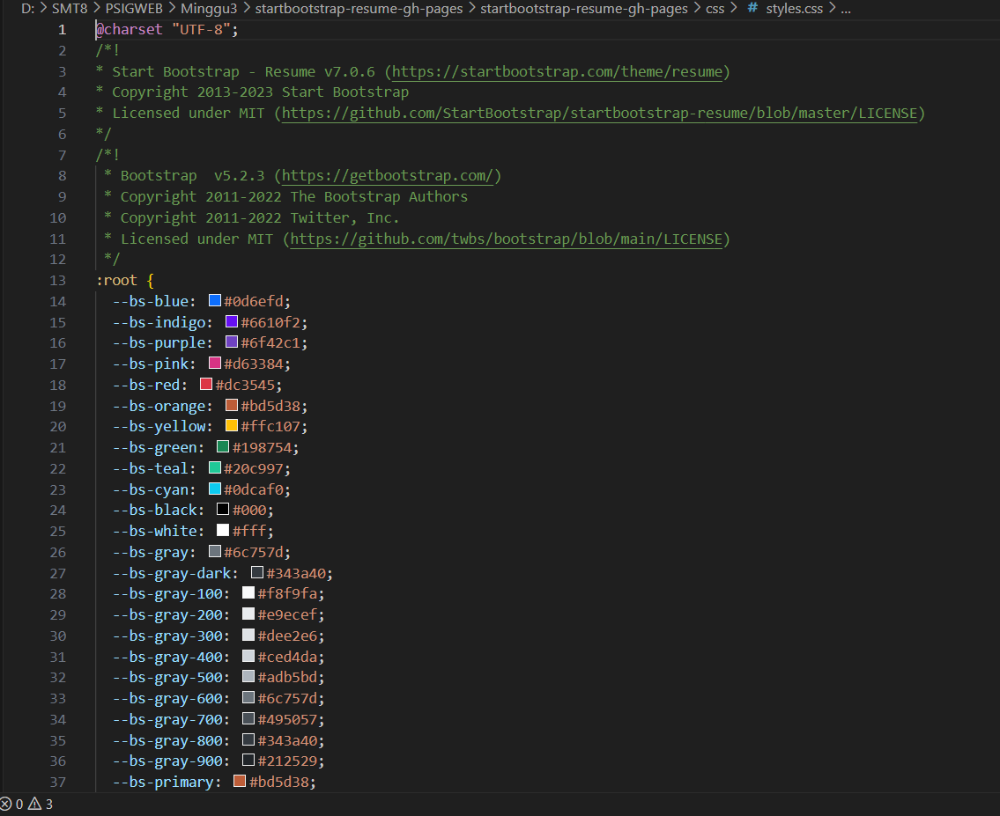 D: > SMT8 > PSIGWEB > Minggu3 > startbootstrap-resume-gh-pages > startbootstrap-resume-gh-pages > css > # styles.css > ...
1 @charset "UTF-8";
2 /*!
3 * Start Bootstrap - Resume v7.0.6 (https://startbootstrap.com/theme/resume)
4 * Copyright 2013-2023 Start Bootstrap
5 * Licensed under MIT (https://github.com/StartBootstrap/startbootstrap-resume/blob/master/LICENSE)
6 */
7 /*!
8  * Bootstrap  v5.2.3 (https://getbootstrap.com/)
9  * Copyright 2011-2022 The Bootstrap Authors
10  * Copyright 2011-2022 Twitter, Inc.
11  * Licensed under MIT (https://github.com/twbs/bootstrap/blob/main/LICENSE)
12  */
13 :root {
14   --bs-blue: #0d6efd;
15   --bs-indigo: #6610f2;
16   --bs-purple: #6f42c1;
17   --bs-pink: #d63384;
18   --bs-red: #dc3545;
19   --bs-orange: #bd5d38;
20   --bs-yellow: #ffc107;
21   --bs-green: #198754;
22   --bs-teal: #20c997;
23   --bs-cyan: #0dcaf0;
24   --bs-black: #000;
25   --bs-white: #fff;
26   --bs-gray: #6c757d;
27   --bs-gray-dark: #343a40;
28   --bs-gray-100: #f8f9fa;
29   --bs-gray-200: #e9ecef;
30   --bs-gray-300: #dee2e6;
31   --bs-gray-400: #ced4da;
32   --bs-gray-500: #adb5bd;
33   --bs-gray-600: #6c757d;
34   --bs-gray-700: #495057;
35   --bs-gray-800: #343a40;
36   --bs-gray-900: #212529;
37   --bs-primary: #bd5d38;
0 3